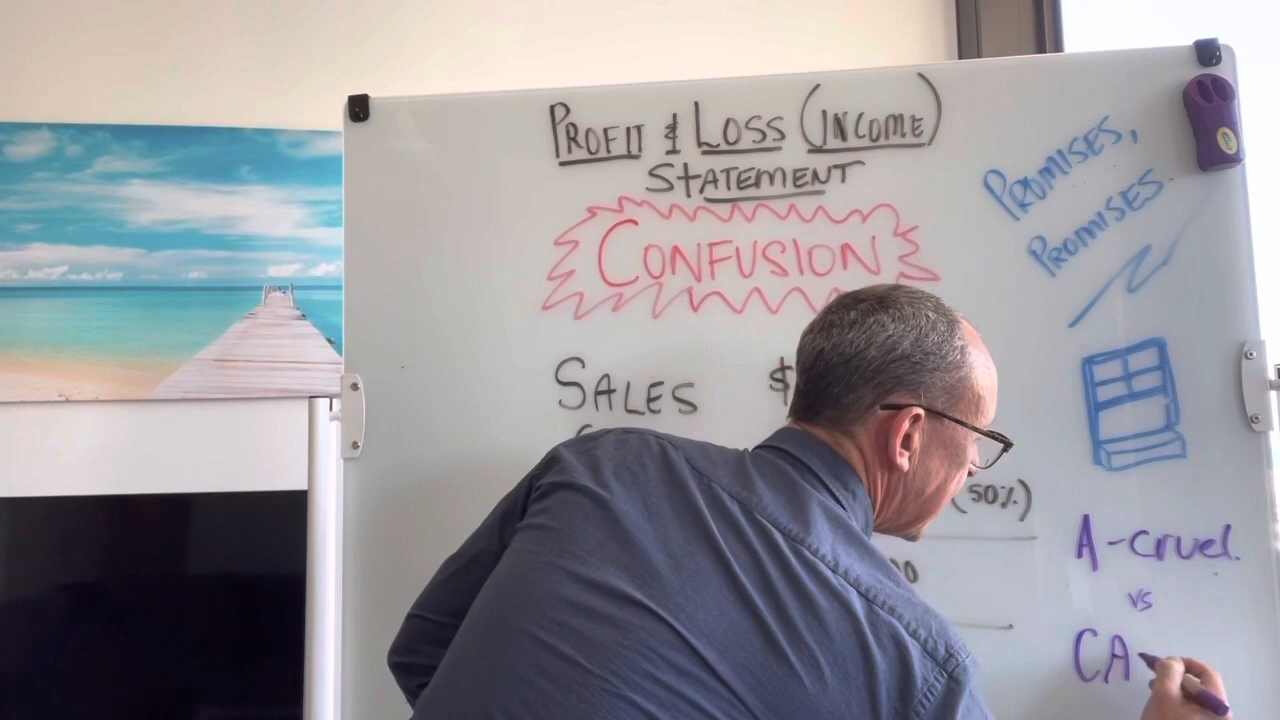 PROFIT & LOSS (INCOME)
STATEMENT
CONFUSION
PROMISES,
PROMISES
SALES $
(50%)
A-cruel.
vs
CA